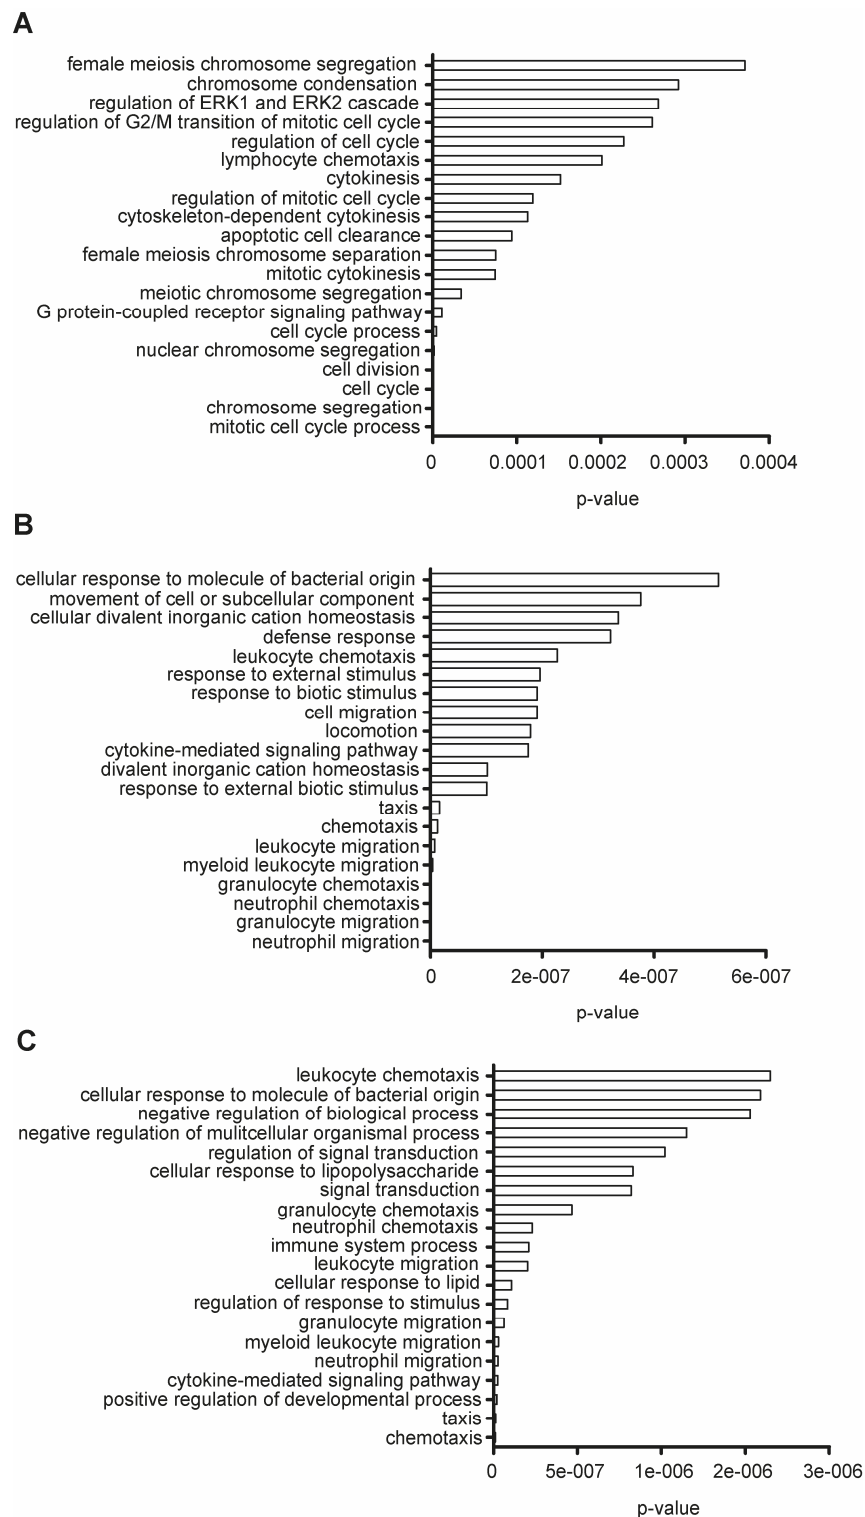 A
female meiosis chromosome segregation
chromosome condensation
regulation of ERK1 and ERK2 cascade
regulation of G2/M transition of mitotic cell cycle
regulation of cell cycle
lymphocyte chemotaxis
cytokinesis
regulation of mitotic cell cycle
cytoskeleton-dependent cytokinesis
apoptotic cell clearance
female meiosis chromosome separation
mitotic cytokinesis
meiotic chromosome segregation
G protein-coupled receptor signaling pathway
cell cycle process
nuclear chromosome segregation
cell division
cell cycle
chromosome segregation
mitotic cell cycle process
0 0.0001 0.0002 0.0003 0.0004
p-value
B
cellular response to molecule of bacterial origin
movement of cell or subcellular component
cellular divalent inorganic cation homeostasis
defense response
leukocyte chemotaxis
response to external stimulus
response to biotic stimulus
cell migration
locomotion
cytokine-mediated signaling pathway
divalent inorganic cation homeostasis
response to external biotic stimulus
taxis
chemotaxis
leukocyte migration
myeloid leukocyte migration
granulocyte chemotaxis
neutrophil chemotaxis
granulocyte migration
neutrophil migration
0 2e-007 4e-007 6e-007
p-value
C
leukocyte chemotaxis
cellular response to molecule of bacterial origin
negative regulation of biological process
negative regulation of mulitcellular organismal process
regulation of signal transduction
cellular response to lipopolysaccharide
signal transduction
granulocyte chemotaxis
neutrophil chemotaxis
immune system process
leukocyte migration
cellular response to lipid
regulation of response to stimulus
granulocyte migration
myeloid leukocyte migration
neutrophil migration
cytokine-mediated signaling pathway
positive regulation of developmental process
taxis
chemotaxis
0 5e-007 1e-006 2e-006 3e-006
p-value